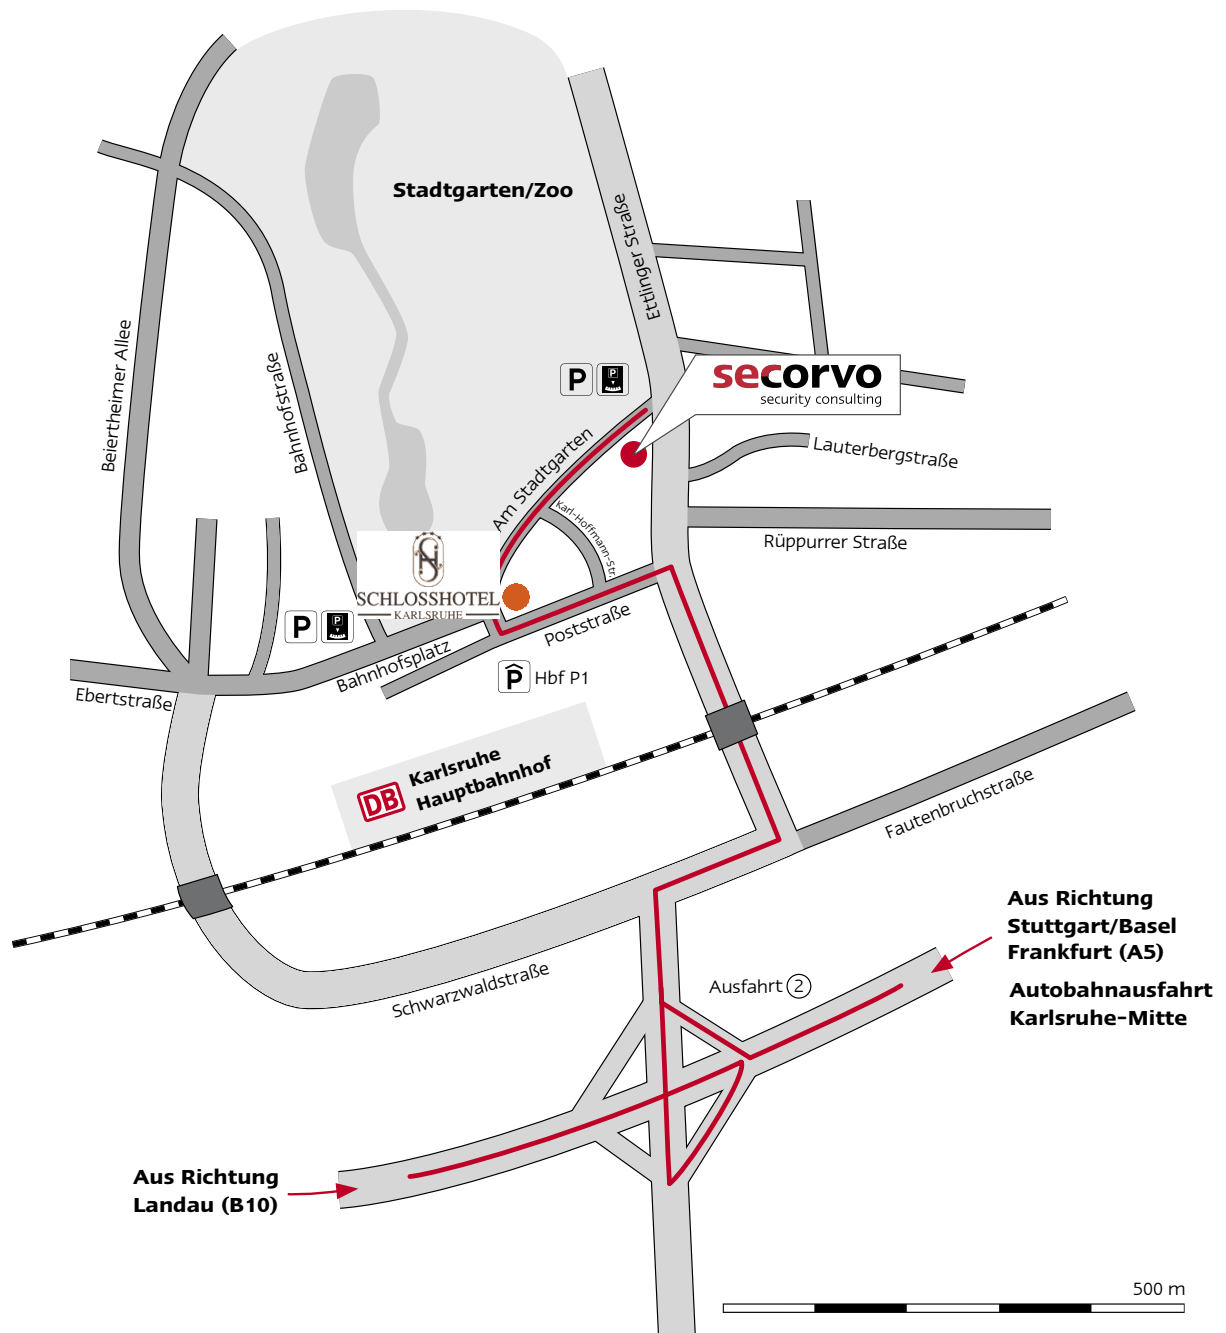 Stadtgarten/Zoo
Ettlinger Straße
Beiertheimer Allee
Bahnhofstraße
P
P
secorvo
security consulting
Am Stadtgarten
Lauterbergstraße
Karl-Hoffmann-Str.
Rüppurrer Straße
SH
SCHLOSSHOTEL
KARLSRUHE
P
P
Poststraße
Bahnhofsplatz
P Hbf P1
Ebertstraße
DB
Karlsruhe
Hauptbahnhof
Fautenbruchstraße
Schwarzwaldstraße
Ausfahrt 2
Aus Richtung
Stuttgart/Basel
Frankfurt (A5)
Autobahnausfahrt
Karlsruhe-Mitte
Aus Richtung
Landau (B10)
500 m